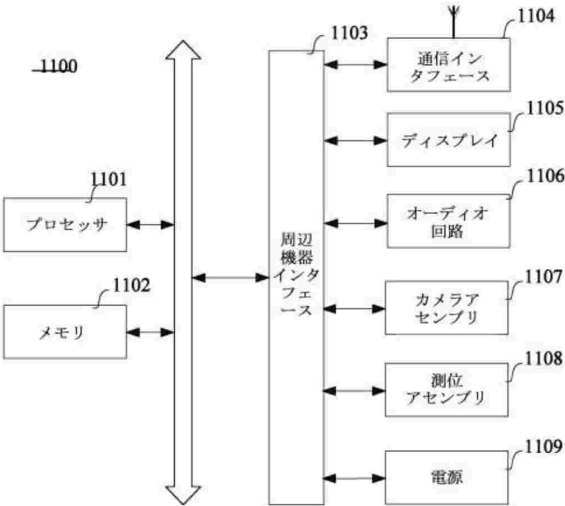 1100
1101
プロセッサ
1102
メモリ
1103
周辺
機器
インタ
フェ
ース
1104
通信イン
タフェース
1105
ディスプレイ
1106
オーディオ
回路
1107
カメラア
センブリ
1108
測位
アセンブリ
1109
電源